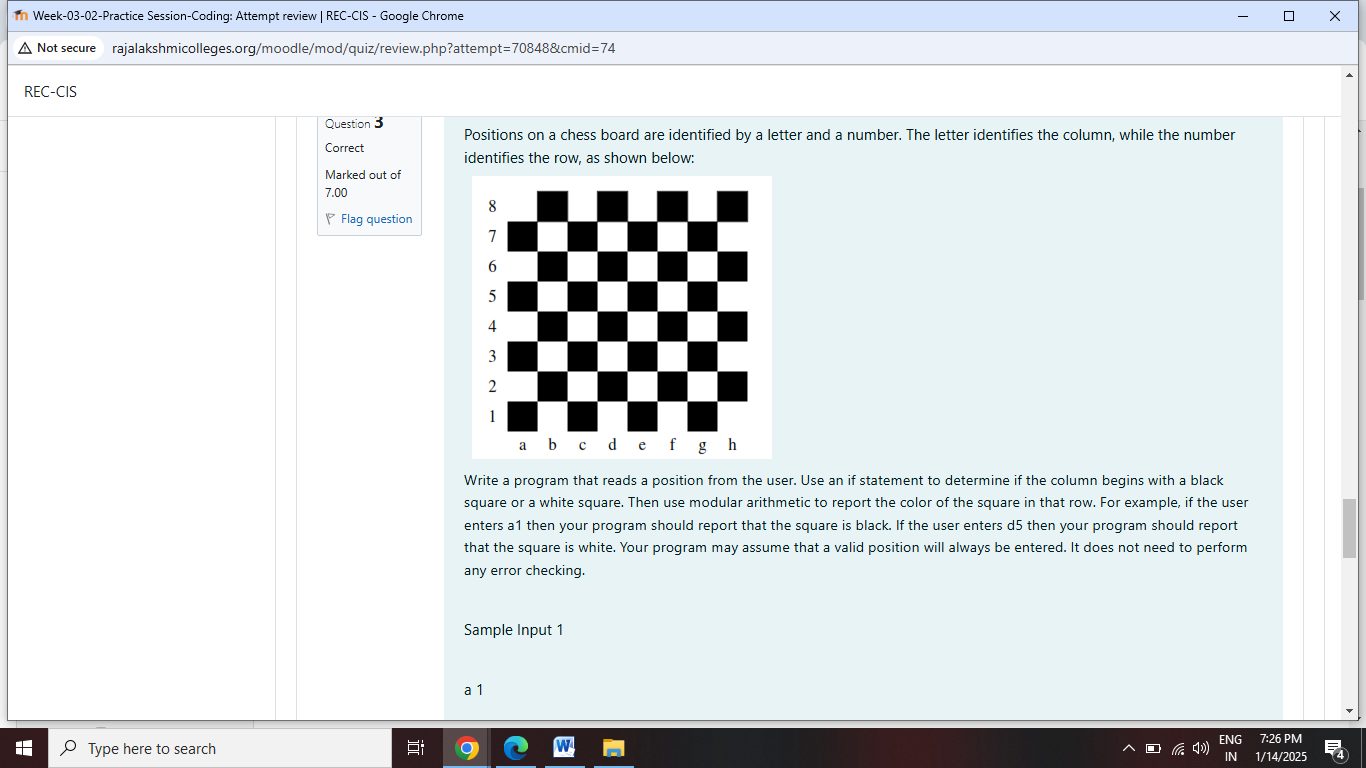 Week-03-02-Practice Session-Coding: Attempt review | REC-CIS - Google Chrome
Not secure rajalakshmicolleges.org/moodle/mod/quiz/review.php?attempt=70848&cmid=74
REC-CIS
Question 3
Correct
Marked out of
7.00
Flag question
Positions on a chess board are identified by a letter and a number. The letter identifies the column, while the number
identifies the row, as shown below:
8
7
6
5
4
3
2
1
a b c d e f g h
Write a program that reads a position from the user. Use an if statement to determine if the column begins with a black
square or a white square. Then use modular arithmetic to report the color of the square in that row. For example, if the user
enters a1 then your program should report that the square is black. If the user enters d5 then your program should report
that the square is white. Your program may assume that a valid position will always be entered. It does not need to perform
any error checking.
Sample Input 1
a 1
Type here to search
ENG
IN
7:26 PM
1/14/2025
4